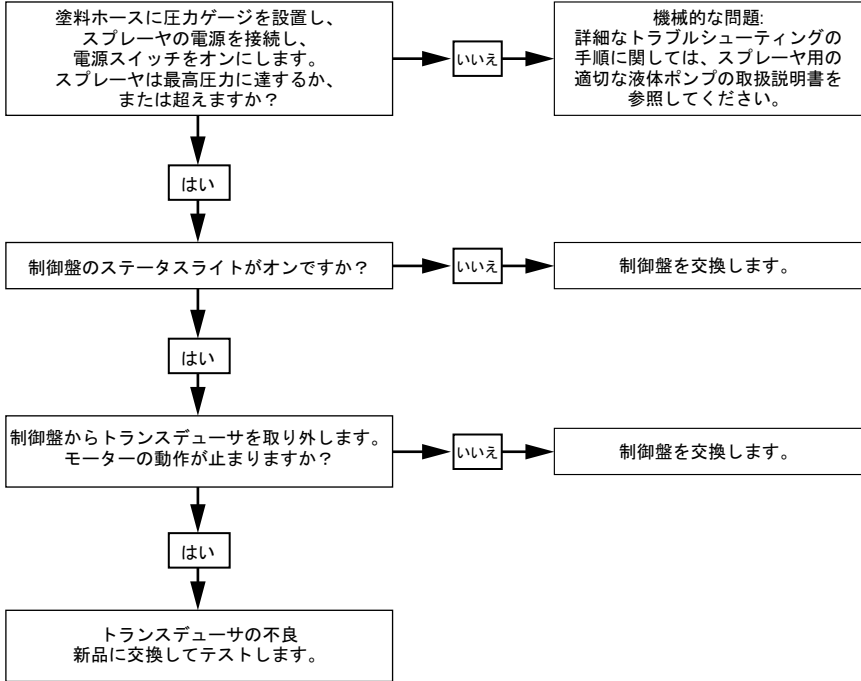 塗料ホースに圧力ゲージを設置し、
スプレーヤの電源を接続し、
電源スイッチをオンにします。
スプレーヤは最高圧力に達するか、
または超えますか？
いいえ
機械的な問題:
詳細なトラブルシューティングの
手順に関しては、スプレーヤ用の
適切な液体ポンプの取扱説明書を
参照してください。
はい
制御盤のステータスライトがオンですか？
いいえ
制御盤を交換します。
はい
制御盤からトランスデューサを取り外します。
モーターの動作が止まりますか？
いいえ
制御盤を交換します。
はい
トランスデューサの不良
新品に交換してテストします。